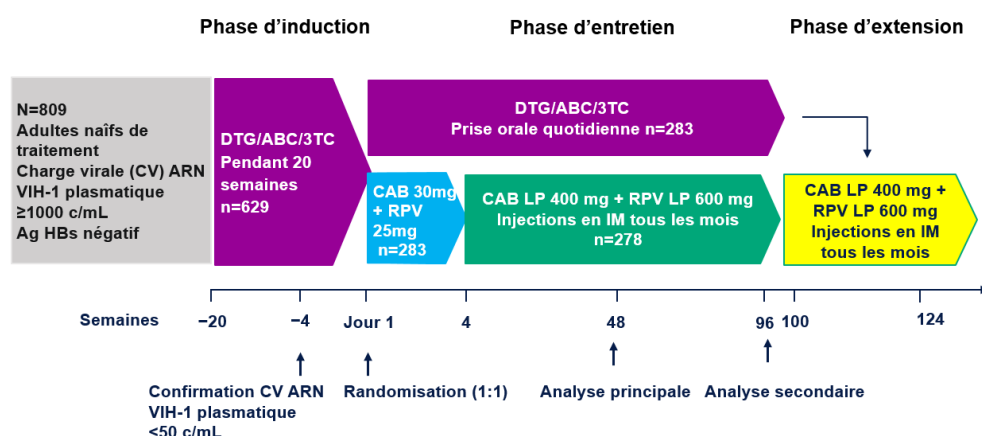 Phase d'induction
Phase d'entretien
Phase d'extension
N=809
Adultes naïfs de
traitement
Charge virale (CV) ARN
VIH-1 plasmatique
≥1000 c/mL
Ag HBs négatif
DTG/ABC/3TC
Pendant 20
semaines
n=629
DTG/ABC/3TC
Prise orale quotidienne n=283
CAB 30mg
+ RPV
25mg
n=283
CAB LP 400 mg + RPV LP 600 mg
Injections en IM tous les mois
n=278
CAB LP 400 mg +
RPV LP 600 mg
Injections en IM
tous les mois
Semaines
−20
−4
Jour 1
4
48
96
100
124
Confirmation CV ARN
VIH-1 plasmatique
<50 c/mL
Randomisation (1:1)
Analyse principale
Analyse secondaire